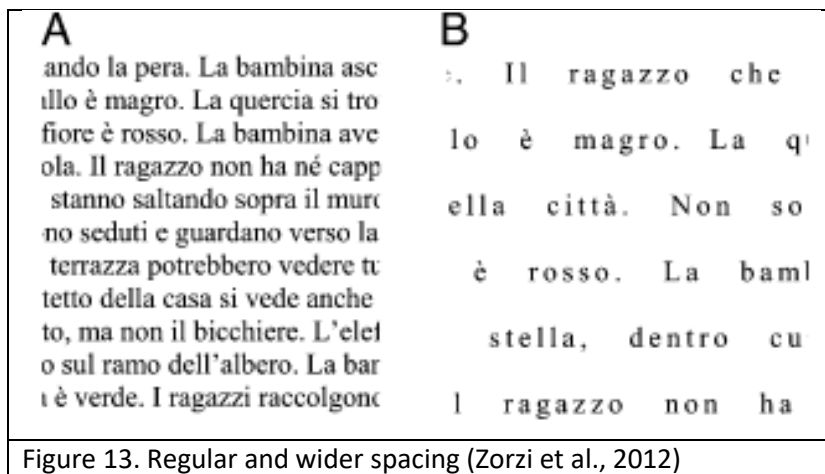 A
ando la pera. La bambina asc
allo è magro. La quercia si tro
fiore è rosso. La bambina ave
ola. Il ragazzo non ha né capp
stanno saltando sopra il muro
no seduti e guardano verso la
terrazza potrebbero vedere tu
tetto della casa si vede anche
to, ma non il bicchiere. L'elef
o sul ramo dell'albero. La bar
è verde. I ragazzi raccolgono
B
. Il ragazzo che
lo è magro. La q
ella città. Non so
è rosso. La baml
stella, dentro cu
l ragazzo non ha
Figure 13. Regular and wider spacing (Zorzi et al., 2012)